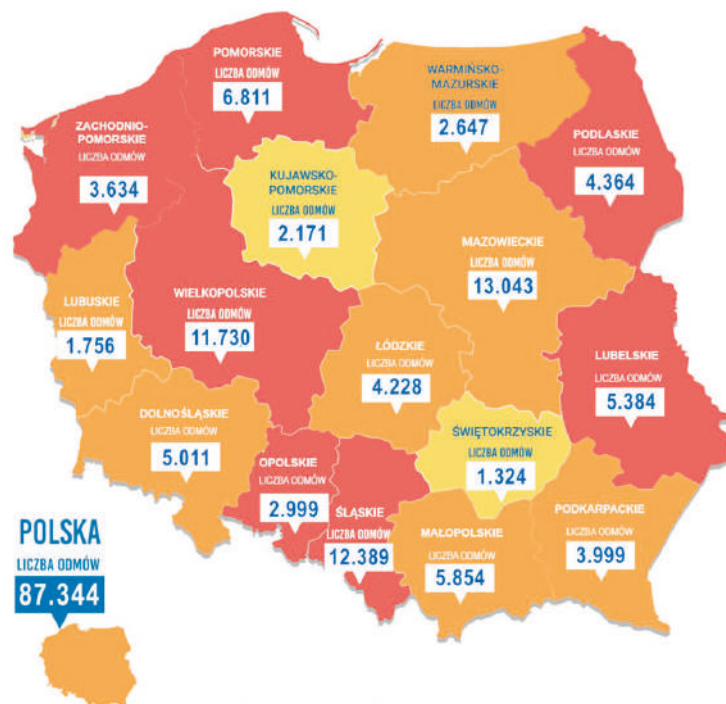 POMORSKIE
LICZBA ODMÓW
6.811
WARMIŃSKO-
MAZURSKIE
LICZBA ODMÓW
2.647
ZACHODNIO-
POMORSKIE
LICZBA ODMÓW
3.634
PODLASKIE
LICZBA ODMÓW
4.364
KUJAWSKO-
POMORSKIE
LICZBA ODMÓW
2.171
MAZOWIECKIE
LICZBA ODMÓW
13.043
LUBUSKIE
LICZBA ODMÓW
1.756
WIELKOPOLSKIE
LICZBA ODMÓW
11.730
ŁÓDZKIE
LICZBA ODMÓW
4.228
LUBELSKIE
LICZBA ODMÓW
5.384
DOLNOŚLĄSKIE
LICZBA ODMÓW
5.011
OPOLSKIE
LICZBA ODMÓW
2.999
ŚLĄSKIE
LICZBA ODMÓW
12.389
ŚWIĘTOKRZYSKIE
LICZBA ODMÓW
1.324
MAŁOPOLSKIE
LICZBA ODMÓW
5.854
PODKARPACKIE
LICZBA ODMÓW
3.999
POLSKA
LICZBA ODMÓW
87.344